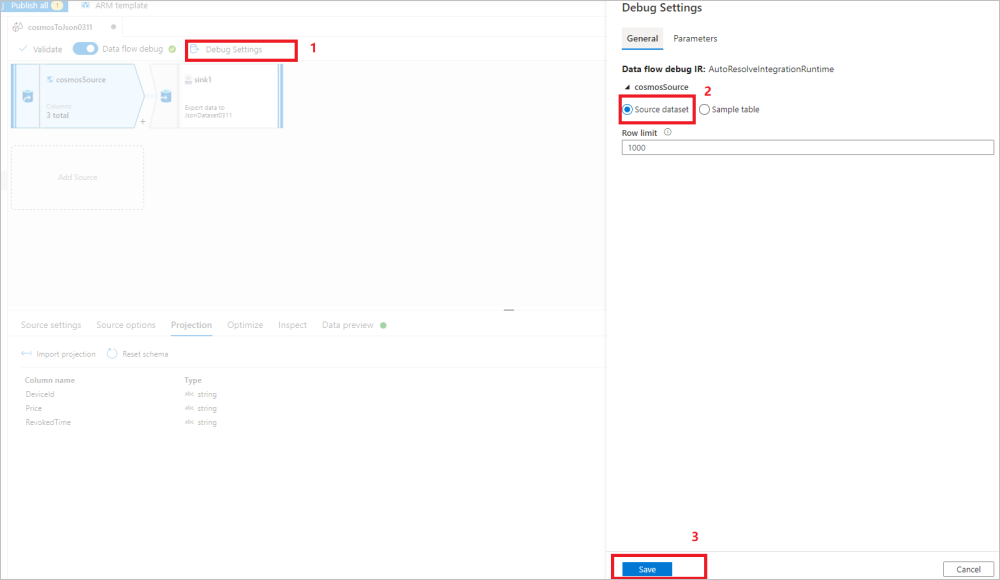 Publish all 1 ARM template
cosmosToJson0311
Validate Data flow debug Debug Settings 1
cosmosSource
Columns:
3 total
+
sink1
Export data to
JsonDataset0311
Add Source
Source settings Source options Projection Optimize Inspect Data preview
Import projection Reset schema
Column name Type
DeviceId abc string
Price abc string
RevokedTime abc string
Debug Settings
General Parameters
Data flow debug IR: AutoResolveIntegrationRuntime
cosmosSource 2
Source dataset Sample table
Row limit
1000
3
Save Cancel